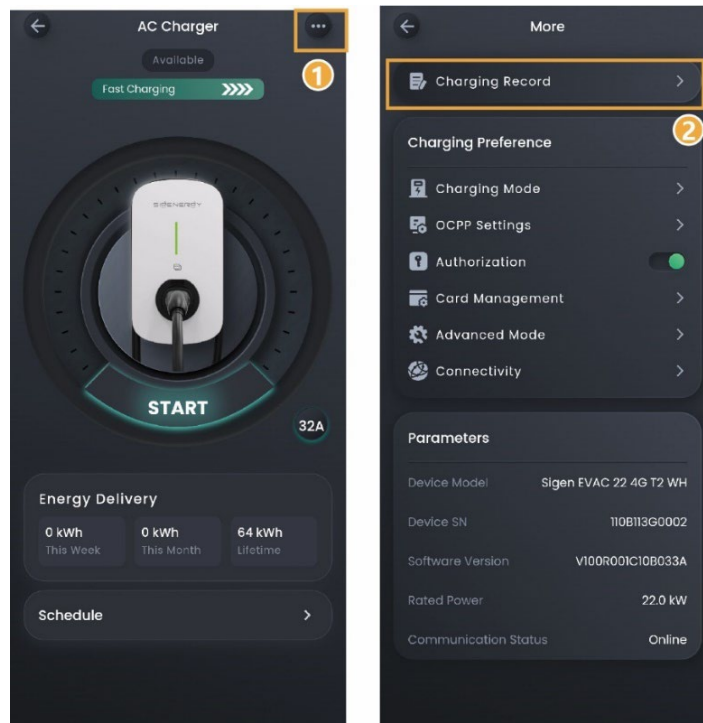 AC Charger
...
Available
Fast Charging
1
SIGENERGY
START
32A
Energy Delivery
0 kWh
This Week
0 kWh
This Month
64 kWh
Lifetime
Schedule
More
Charging Record
2
Charging Preference
Charging Mode
OCPP Settings
Authorization
Card Management
Advanced Mode
Connectivity
Parameters
Device Model Sigen EVAC 22 4G T2 WH
Device SN 110B113G0002
Software Version V100R001C10B033A
Rated Power 22.0 kW
Communication Status Online